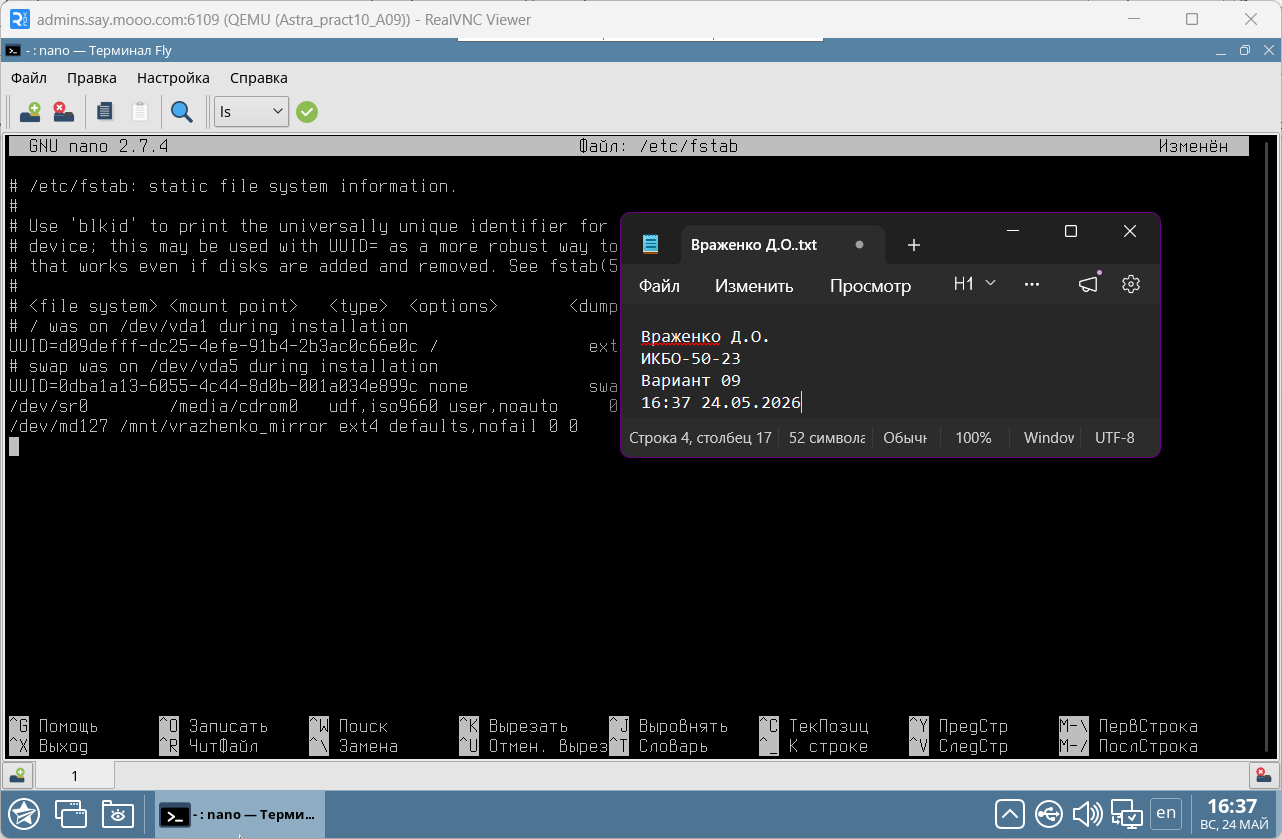 admins.say.mooo.com:6109 (QEMU (Astra_pract10_A09)) - RealVNC Viewer
- : nano — Терминал Fly
Файл Правка Настройка Справка
ls
GNU nano 2.7.4 Файл: /etc/fstab Изменён
# /etc/fstab: static file system information.
#
# Use 'blkid' to print the universally unique identifier for
# device; this may be used with UUID= as a more robust way to
# that works even if disks are added and removed. See fstab(5
#
# <file system> <mount point> <type> <options> <dump
# / was on /dev/vda1 during installation
UUID=d09defff-dc25-4efe-91b4-2b3ac0c66e0c / ext
# swap was on /dev/vda5 during installation
UUID=0dba1a13-6055-4c44-8d0b-001a034e899c none swa
/dev/sr0 /media/cdrom0 udf,iso9660 user,noauto 0
/dev/md127 /mnt/vrazhenko_mirror ext4 defaults,nofail 0 0
Враженко Д.О..txt
Файл Изменить Просмотр H1 ...
Враженко Д.О.
ИКБО-50-23
Вариант 09
16:37 24.05.2026
Строка 4, столбец 17 52 символа Обычн 100% Window UTF-8
^G Помощь ^O Записать ^W Поиск ^K Вырезать ^J Выровнять ^C ТекПозиц ^Y ПредСтр M-\ ПервСтрока
^X Выход ^R ЧитФайл ^\ Замена ^U Отмен. Вырез ^T Словарь ^_ К строке ^V СледСтр M-/ ПослСтрока
1
- : nano — Терми...
en
16:37
ВС, 24 МАЙ